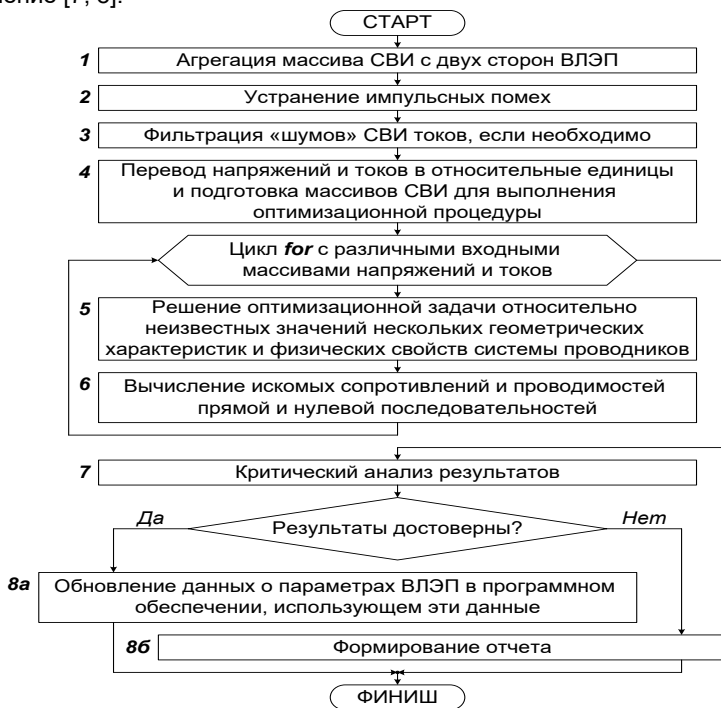 СТАРТ
1 Агрегация массива СВИ с двух сторон ВЛЭП
2 Устранение импульсных помех
3 Фильтрация «шумов» СВИ токов, если необходимо
4 Перевод напряжений и токов в относительные единицы
и подготовка массивов СВИ для выполнения
оптимизационной процедуры
Цикл for с различными входными
массивами напряжений и токов
5 Решение оптимизационной задачи относительно
неизвестных значений нескольких геометрических
характеристик и физических свойств системы проводников
6 Вычисление искомых сопротивлений и проводимостей
прямой и нулевой последовательностей
7 Критический анализ результатов
Да Результаты достоверны? Нет
8а Обновление данных о параметрах ВЛЭП в программном
обеспечении, использующем эти данные
8б Формирование отчета
ФИНИШ